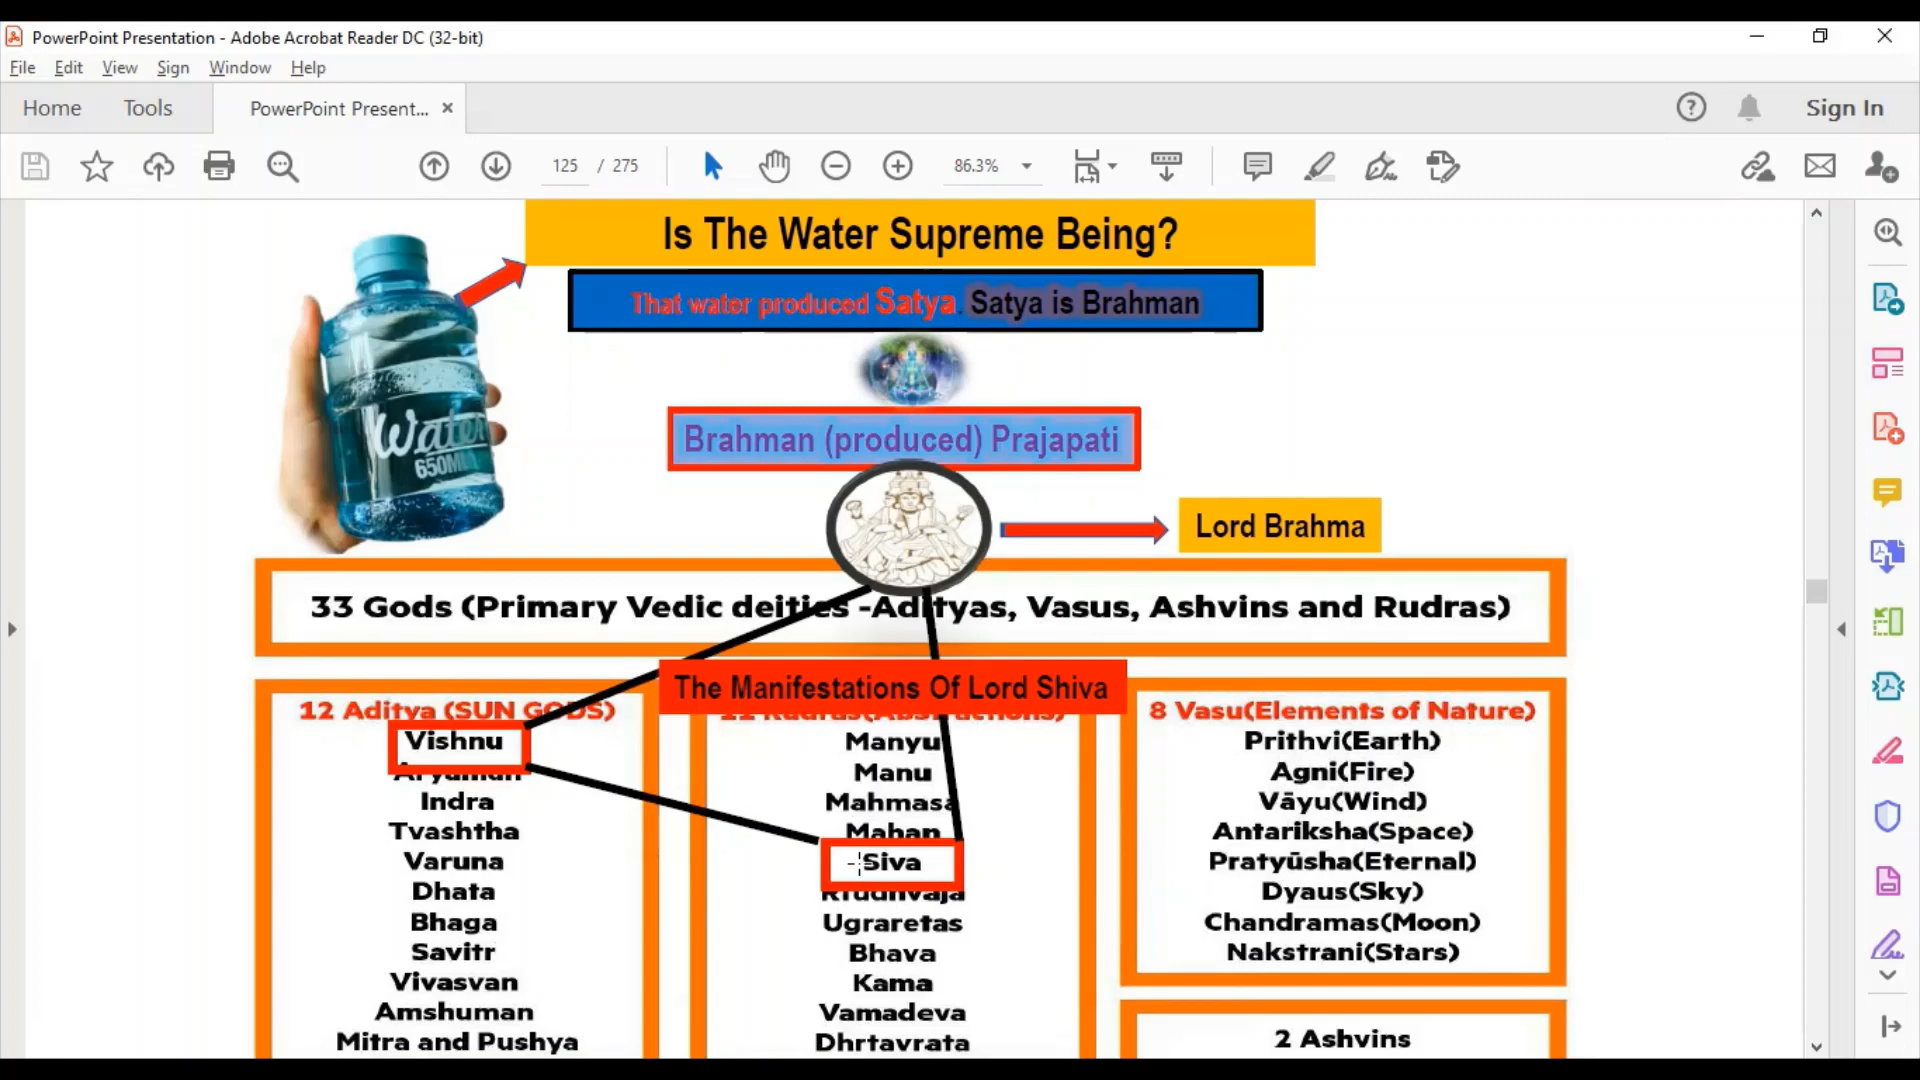 PowerPoint Presentation - Adobe Acrobat Reader DC (32-bit)
File Edit View Sign Window Help
Home Tools PowerPoint Present... Sign In
125 / 275 86.3%
Is The Water Supreme Being?
That water produced Satya. Satya is Brahman
Water
650ML
Brahman (produced) Prajapati
Lord Brahma
33 Gods (Primary Vedic deities -Adityas, Vasus, Ashvins and Rudras)
The Manifestations Of Lord Shiva
12 Aditya (SUN GODS)
Vishnu
Aryaman
Indra
Tvashtha
Varuna
Dhata
Bhaga
Savitr
Vivasvan
Amshuman
Mitra and Pushya
Manyu
Manu
Mahmasa
Mahan
Siva
Ugraretas
Bhava
Kama
Vamadeva
Dhrtavrata
8 Vasu(Elements of Nature)
Prithvi(Earth)
Agni(Fire)
Vāyu(Wind)
Antariksha(Space)
Pratyūsha(Eternal)
Dyaus(Sky)
Chandramas(Moon)
Nakstrani(Stars)
2 Ashvins